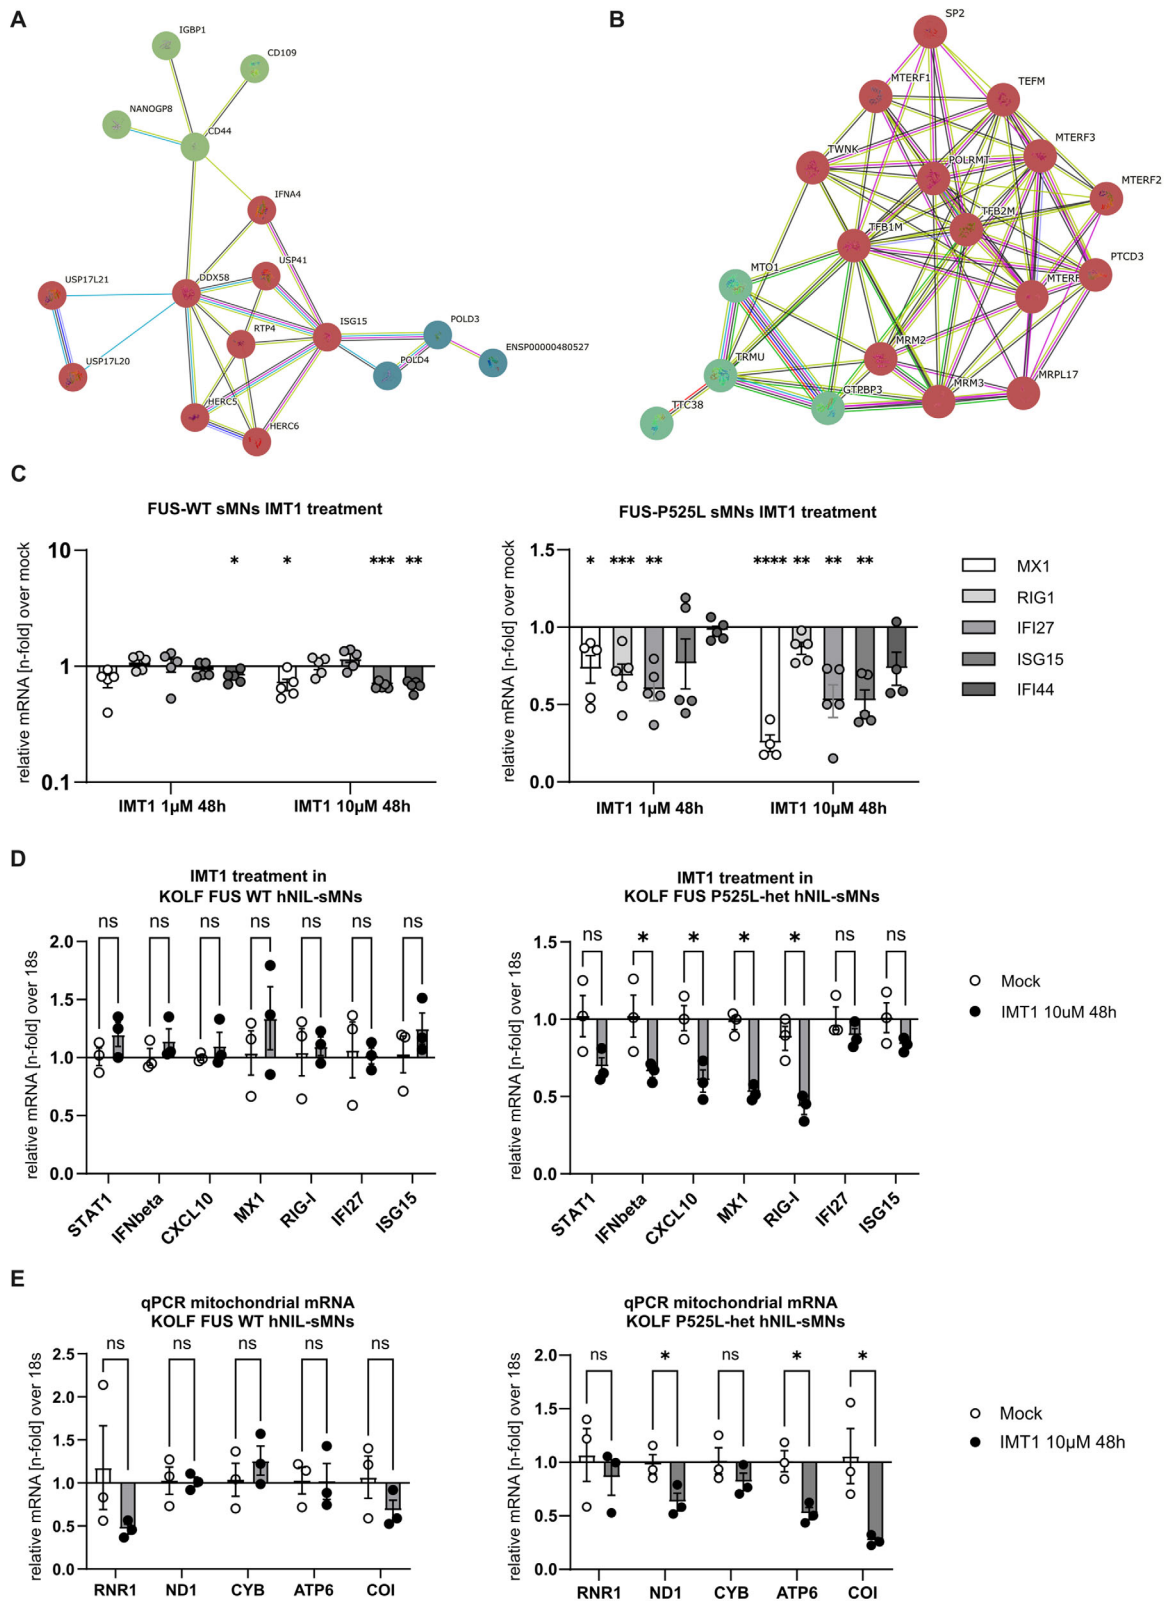 A
IGBP1
CD109
NANOGP8
CD44
IFNA4
USP41
USP17L21
DDX58
ISG15
POLD3
RTP4
ENSP00000480527
POLD4
USP17L20
HERC5
HERC6
B
SP2
MTERF1
TEFM
MTERF3
TWNK
POLRMT
MTERF2
TFB2M
TFB1M
PTCD3
MTO1
MTERF
MRM2
TRMU
GTPBP3
MRM3
MRPL17
TTC38
C
FUS-WT sMNs IMT1 treatment
relative mRNA [n-fold] over mock
10
1
0.1
* * *** **
IMT1 1µM 48h
IMT1 10µM 48h
FUS-P525L sMNs IMT1 treatment
relative mRNA [n-fold] over mock
1.5
1.0
0.5
0.0
* *** ** **** ** ** **
IMT1 1µM 48h
IMT1 10µM 48h
MX1
RIG1
IFI27
ISG15
IFI44
D
IMT1 treatment in
KOLF FUS WT hNIL-sMNs
relative mRNA [n-fold] over 18s
ns ns ns ns ns ns ns
2.0
1.5
1.0
0.5
0.0
STAT1
IFNbeta
CXCL10
MX1
RIG-I
IFI27
ISG15
IMT1 treatment in
KOLF FUS P525L-het hNIL-sMNs
relative mRNA [n-fold] over 18s
ns * * * * ns ns
1.5
1.0
0.5
0.0
STAT1
IFNbeta
CXCL10
MX1
RIG-I
IFI27
ISG15
Mock
IMT1 10uM 48h
E
qPCR mitochondrial mRNA
KOLF FUS WT hNIL-sMNs
relative mRNA [n-fold] over 18s
ns ns ns ns ns
2.5
2.0
1.5
1.0
0.5
0.0
RNR1 ND1 CYB ATP6 COI
qPCR mitochondrial mRNA
KOLF P525L-het hNIL-sMNs
relative mRNA [n-fold] over 18s
ns * ns * *
2.0
1.5
1.0
0.5
0.0
RNR1 ND1 CYB ATP6 COI
Mock
IMT1 10µM 48h